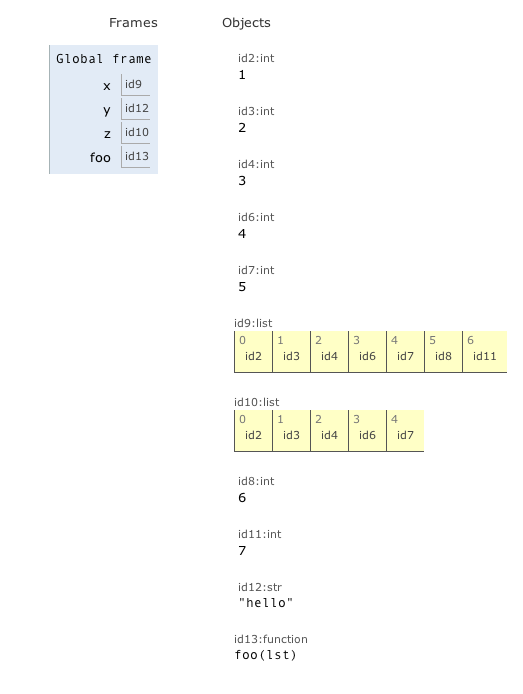 Frames
Objects
Global frame
x id9
y id12
z id10
foo id13
id2:int
1
id3:int
2
id4:int
3
id6:int
4
id7:int
5
id9:list
0 1 2 3 4 5 6
id2 id3 id4 id6 id7 id8 id11
id10:list
0 1 2 3 4
id2 id3 id4 id6 id7
id8:int
6
id11:int
7
id12:str
"hello"
id13:function
foo(lst)